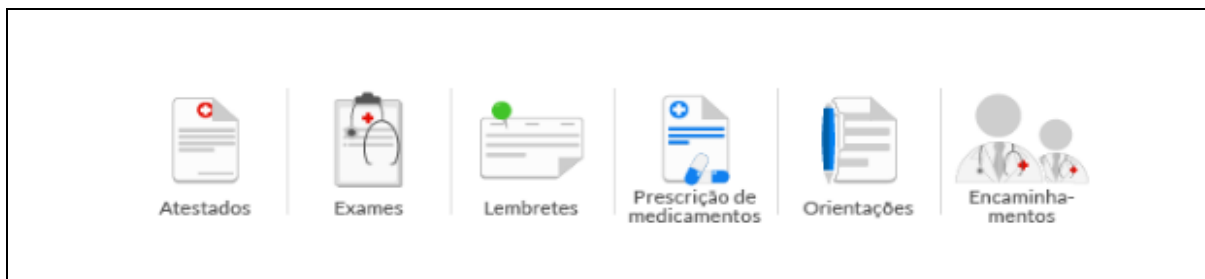 Atestados
Exames
Lembretes
Prescrição de
medicamentos
Orientações
Encaminha-
mentos